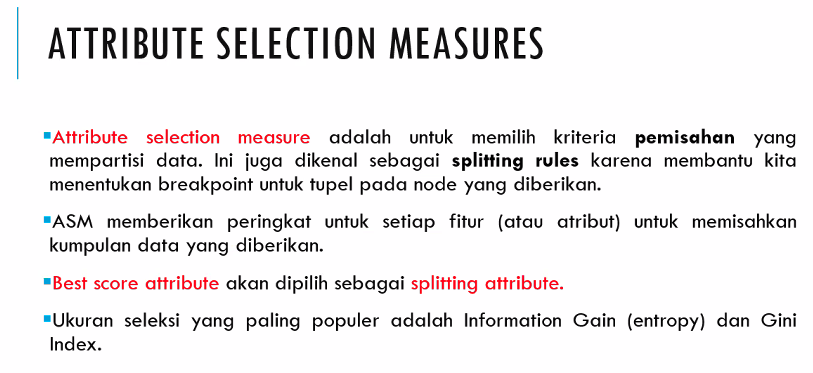 ATTRIBUTE SELECTION MEASURES
▪Attribute selection measure adalah untuk memilih kriteria pemisahan yang
mempartisi data. Ini juga dikenal sebagai splitting rules karena membantu kita
menentukan breakpoint untuk tupel pada node yang diberikan.
▪ASM memberikan peringkat untuk setiap fitur (atau atribut) untuk memisahkan
kumpulan data yang diberikan.
▪Best score attribute akan dipilih sebagai splitting attribute.
▪Ukuran seleksi yang paling populer adalah Information Gain (entropy) dan Gini
Index.